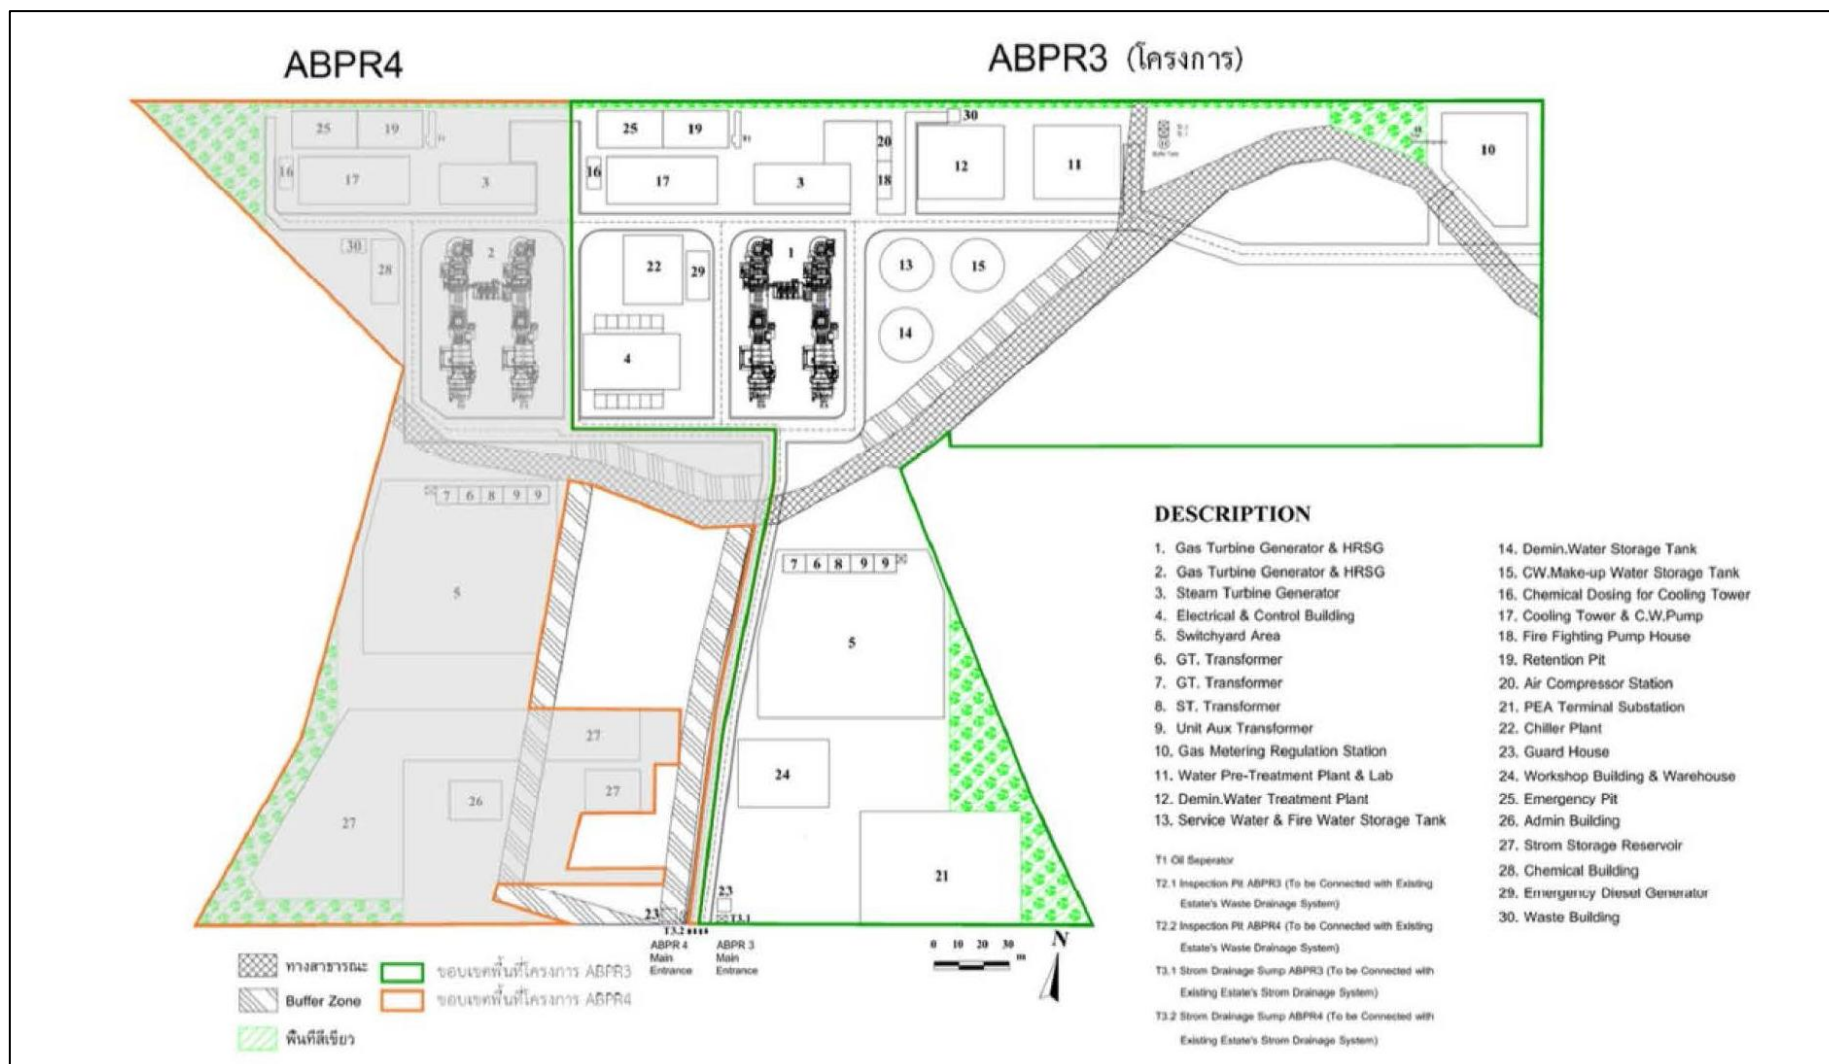 ABPR4
ABPR3 (โครงการ)
25 19 25 19 30
20 12 11 10
16 17 3 16 17 3 18
30 28 2 22 29 1 13 15
4 14
7 6 8 9 9
5
7 6 8 9 9
5
27
26 27 24
27
21
23 23
T3.1
T3.2
ABPR 4
Main
Entrance
ABPR 3
Main
Entrance
0 10 20 30
m
N
ทางสาธารณะ
Buffer Zone
พื้นที่สีเขียว
ขอบเขตพื้นที่โครงการ ABPR3
ขอบเขตพื้นที่โครงการ ABPR4
DESCRIPTION
1. Gas Turbine Generator & HRSG
2. Gas Turbine Generator & HRSG
3. Steam Turbine Generator
4. Electrical & Control Building
5. Switchyard Area
6. GT. Transformer
7. GT. Transformer
8. ST. Transformer
9. Unit Aux Transformer
10. Gas Metering Regulation Station
11. Water Pre-Treatment Plant & Lab
12. Demin.Water Treatment Plant
13. Service Water & Fire Water Storage Tank
14. Demin.Water Storage Tank
15. CW.Make-up Water Storage Tank
16. Chemical Dosing for Cooling Tower
17. Cooling Tower & C.W.Pump
18. Fire Fighting Pump House
19. Retention Pit
20. Air Compressor Station
21. PEA Terminal Substation
22. Chiller Plant
23. Guard House
24. Workshop Building & Warehouse
25. Emergency Pit
26. Admin Building
27. Strom Storage Reservoir
28. Chemical Building
29. Emergency Diesel Generator
30. Waste Building
T1 Oil Seperator
T2.1 Inspection Pit ABPR3 (To be Connected with Existing
Estate's Waste Drainage System)
T2.2 Inspection Pit ABPR4 (To be Connected with Existing
Estate's Waste Drainage System)
T3.1 Strom Drainage Sump ABPR3 (To be Connected with
Existing Estate's Strom Drainage System)
T3.2 Strom Drainage Sump ABPR4 (To be Connected with
Existing Estate's Strom Drainage System)